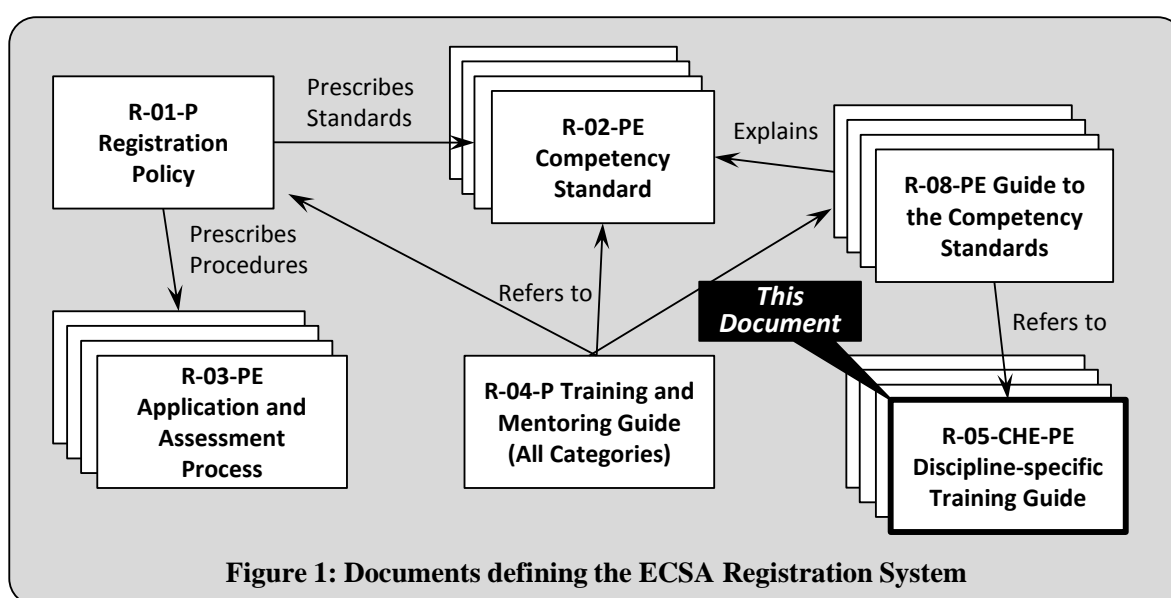 R-01-P
Registration
Policy
Prescribes
Standards
R-02-PE
Competency
Standard
Explains
R-08-PE Guide to
the Competency
Standards
Prescribes
Procedures
Refers to
This
Document
Refers to
R-03-PE
Application and
Assessment
Process
R-04-P Training and
Mentoring Guide
(All Categories)
R-05-CHE-PE
Discipline-specific
Training Guide
Figure 1: Documents defining the ECSA Registration System